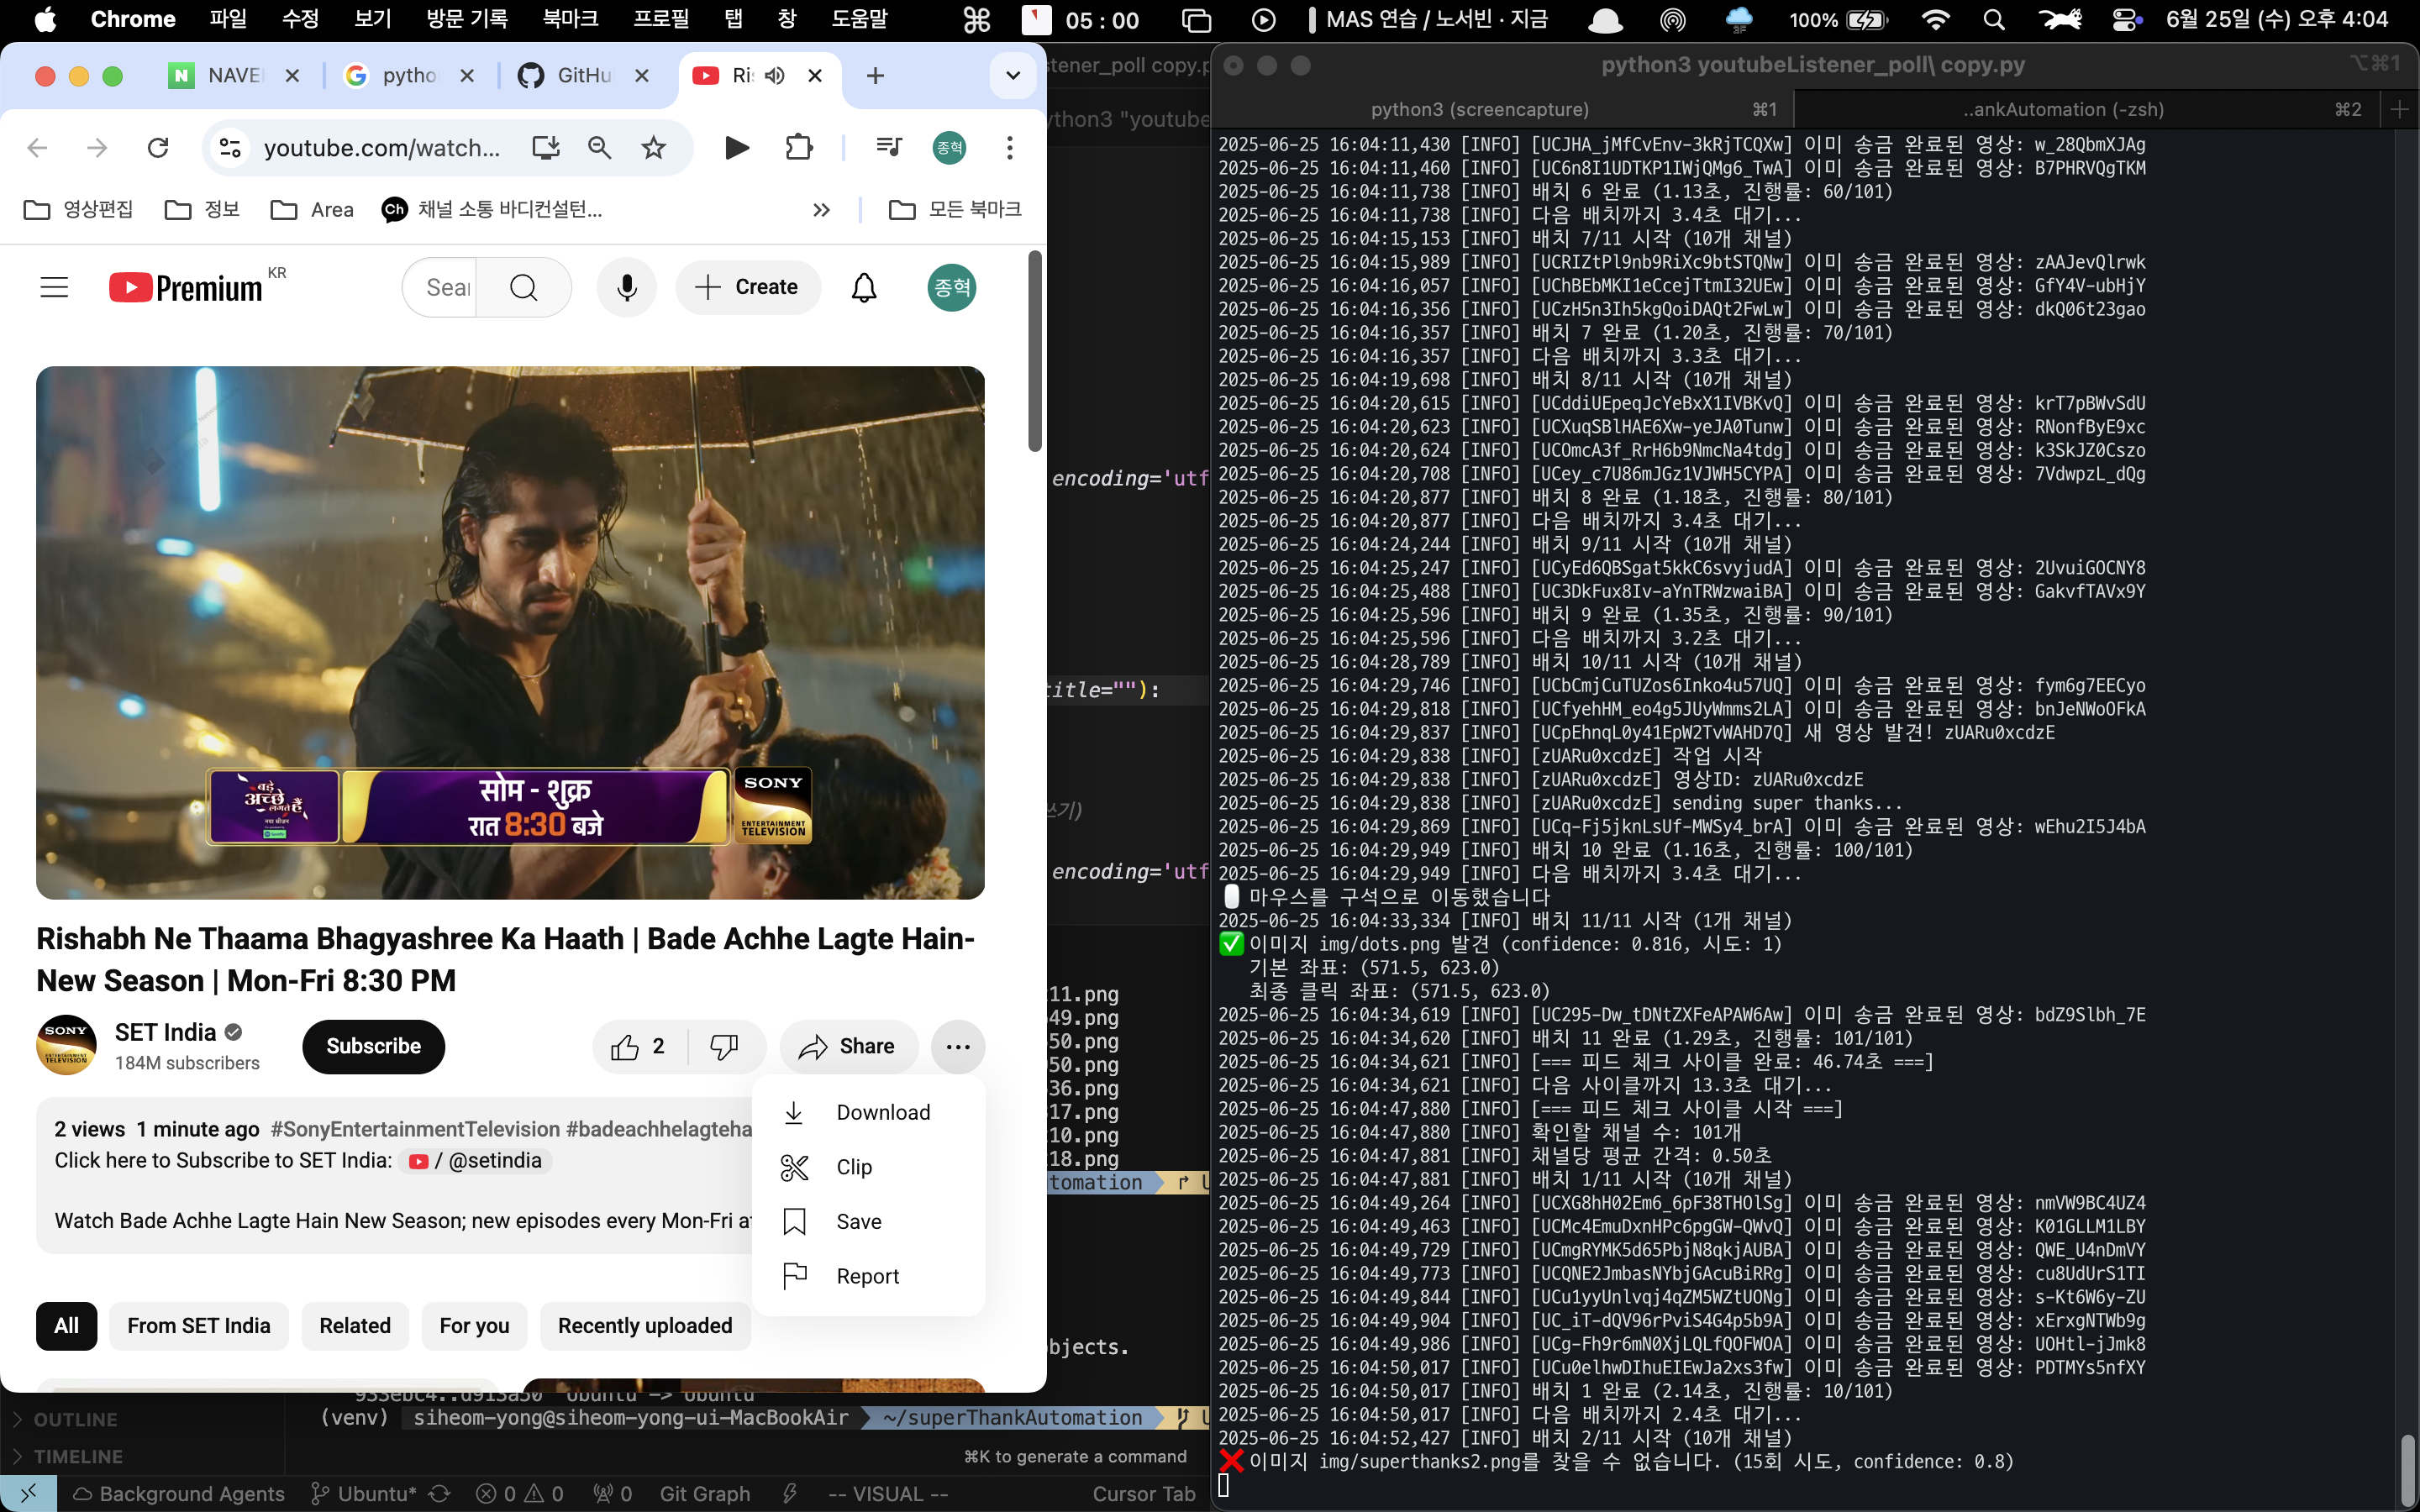 Chrome 파일 수정 보기 방문 기록 북마크 프로필 탭 창 도움말 05 : 00 MAS 연습 / 노서빈 · 지금 100% 6월 25일 (수) 오후 4:04
NAVE pytho GitHu Ri
youtube.com/watch... 종혁
영상편집 정보 Area Ch 채널 소통 바디컨설턴... 모든 북마크
Premium KR Sear Create 종혁
बड़े अच्छे लगते हैं
सोम - शुक्र
रात 8:30 बजे
SONY
ENTERTAINMENT
TELEVISION
Rishabh Ne Thaama Bhagyashree Ka Haath | Bade Achhe Lagte Hain-
New Season | Mon-Fri 8:30 PM
SONY
SET India
184M subscribers
Subscribe
2
Share
2 views 1 minute ago #SonyEntertainmentTelevision #badeachhelagteha
Click here to Subscribe to SET India: / @setindia
Watch Bade Achhe Lagte Hain New Season; new episodes every Mon-Fri at
Download
Clip
Save
Report
All From SET India Related For you Recently uploaded
stener_poll copy.p
ython3 "youtube
encoding='utf
title=""):
쓰기)
encoding='utf
11.png
49.png
50.png
50.png
36.png
17.png
10.png
18.png
tomation
bjects.
Ubuntu -> Ubuntu
(venv) siheom-yong@siheom-yong-ui-MacBookAir ~/superThankAutomation
⌘K to generate a command
OUTLINE
TIMELINE
Background Agents Ubuntu* 0 0 0 Git Graph -- VISUAL -- Cursor Tab
python3 youtubeListener_poll\ copy.py ⌥⌘1
python3 (screencapture) ⌘1 ..ankAutomation (-zsh) ⌘2
2025-06-25 16:04:11,430 [INFO] [UCJHA_jMfCvEnv-3kRjTCQXw] 이미 송금 완료된 영상: w_28QbmXJAg
2025-06-25 16:04:11,460 [INFO] [UC6n8I1UDTKP1IWjQMg6_TwA] 이미 송금 완료된 영상: B7PHRVQgTKM
2025-06-25 16:04:11,738 [INFO] 배치 6 완료 (1.13초, 진행률: 60/101)
2025-06-25 16:04:11,738 [INFO] 다음 배치까지 3.4초 대기...
2025-06-25 16:04:15,153 [INFO] 배치 7/11 시작 (10개 채널)
2025-06-25 16:04:15,989 [INFO] [UCRIZtPl9nb9RiXc9btSTQNw] 이미 송금 완료된 영상: zAAJevQlrwk
2025-06-25 16:04:16,057 [INFO] [UChBEbMKI1eCcejTtmI32UEw] 이미 송금 완료된 영상: GfY4V-ubHjY
2025-06-25 16:04:16,356 [INFO] [UCzH5n3Ih5kgQoiDAQt2FwLw] 이미 송금 완료된 영상: dkQ06t23gao
2025-06-25 16:04:16,357 [INFO] 배치 7 완료 (1.20초, 진행률: 70/101)
2025-06-25 16:04:16,357 [INFO] 다음 배치까지 3.3초 대기...
2025-06-25 16:04:19,698 [INFO] 배치 8/11 시작 (10개 채널)
2025-06-25 16:04:20,615 [INFO] [UCddiUEpeqJcYeBxX1IVBKvQ] 이미 송금 완료된 영상: krT7pBWvSdU
2025-06-25 16:04:20,623 [INFO] [UCXuqSBlHAE6Xw-yeJA0Tunw] 이미 송금 완료된 영상: RNonfByE9xc
2025-06-25 16:04:20,624 [INFO] [UCOmcA3f_RrH6b9NmcNa4tdg] 이미 송금 완료된 영상: k3SkJZ0Cszo
2025-06-25 16:04:20,708 [INFO] [UCey_c7U86mJGz1VJWH5CYPA] 이미 송금 완료된 영상: 7VdwpzL_dQg
2025-06-25 16:04:20,877 [INFO] 배치 8 완료 (1.18초, 진행률: 80/101)
2025-06-25 16:04:20,877 [INFO] 다음 배치까지 3.4초 대기...
2025-06-25 16:04:24,244 [INFO] 배치 9/11 시작 (10개 채널)
2025-06-25 16:04:25,247 [INFO] [UCyEd6QBSgat5kkC6svyjudA] 이미 송금 완료된 영상: 2UvuiGOCNY8
2025-06-25 16:04:25,488 [INFO] [UC3DkFux8Iv-aYnTRWzwaiBA] 이미 송금 완료된 영상: GakvfTAVx9Y
2025-06-25 16:04:25,596 [INFO] 배치 9 완료 (1.35초, 진행률: 90/101)
2025-06-25 16:04:25,596 [INFO] 다음 배치까지 3.2초 대기...
2025-06-25 16:04:28,789 [INFO] 배치 10/11 시작 (10개 채널)
2025-06-25 16:04:29,746 [INFO] [UCbCmjCuTUZos6Inko4u57UQ] 이미 송금 완료된 영상: fym6g7EECyo
2025-06-25 16:04:29,818 [INFO] [UCfyehHM_eo4g5JUyWmms2LA] 이미 송금 완료된 영상: bnJeNWoOFkA
2025-06-25 16:04:29,837 [INFO] [UCpEhnqL0y41EpW2TvWAHD7Q] 새 영상 발견! zUARu0xcdzE
2025-06-25 16:04:29,838 [INFO] [zUARu0xcdzE] 작업 시작
2025-06-25 16:04:29,838 [INFO] [zUARu0xcdzE] 영상ID: zUARu0xcdzE
2025-06-25 16:04:29,838 [INFO] [zUARu0xcdzE] sending super thanks...
2025-06-25 16:04:29,869 [INFO] [UCq-Fj5jknLsUf-MWSy4_brA] 이미 송금 완료된 영상: wEhu2I5J4bA
2025-06-25 16:04:29,949 [INFO] 배치 10 완료 (1.16초, 진행률: 100/101)
2025-06-25 16:04:29,949 [INFO] 다음 배치까지 3.4초 대기...
마우스를 구석으로 이동했습니다
2025-06-25 16:04:33,334 [INFO] 배치 11/11 시작 (1개 채널)
✅ 이미지 img/dots.png 발견 (confidence: 0.816, 시도: 1)
기본 좌표: (571.5, 623.0)
최종 클릭 좌표: (571.5, 623.0)
2025-06-25 16:04:34,619 [INFO] [UC295-Dw_tDNtZXFeAPAW6Aw] 이미 송금 완료된 영상: bdZ9Slbh_7E
2025-06-25 16:04:34,620 [INFO] 배치 11 완료 (1.29초, 진행률: 101/101)
2025-06-25 16:04:34,621 [INFO] [=== 피드 체크 사이클 완료: 46.74초 ===]
2025-06-25 16:04:34,621 [INFO] 다음 사이클까지 13.3초 대기...
2025-06-25 16:04:47,880 [INFO] [=== 피드 체크 사이클 시작 ===]
2025-06-25 16:04:47,880 [INFO] 확인할 채널 수: 101개
2025-06-25 16:04:47,881 [INFO] 채널당 평균 간격: 0.50초
2025-06-25 16:04:47,881 [INFO] 배치 1/11 시작 (10개 채널)
2025-06-25 16:04:49,264 [INFO] [UCXG8hH02Em6_6pF38THOlSg] 이미 송금 완료된 영상: nmVW9BC4UZ4
2025-06-25 16:04:49,463 [INFO] [UCMc4EmuDxnHPc6pgGW-QWvQ] 이미 송금 완료된 영상: K01GLLM1LBY
2025-06-25 16:04:49,729 [INFO] [UCmgRYMK5d65PbjN8qkjAUBA] 이미 송금 완료된 영상: QWE_U4nDmVY
2025-06-25 16:04:49,773 [INFO] [UCQNE2JmbasNYbjGAcuBiRRg] 이미 송금 완료된 영상: cu8UdUrS1TI
2025-06-25 16:04:49,844 [INFO] [UCu1yyUnlvqj4qZM5WZtUONg] 이미 송금 완료된 영상: s-Kt6W6y-ZU
2025-06-25 16:04:49,904 [INFO] [UC_iT-dQV96rPviS4G4p5b9A] 이미 송금 완료된 영상: xErxgNTWb9g
2025-06-25 16:04:49,986 [INFO] [UCg-Fh9r6mN0XjLQLfQOFWOA] 이미 송금 완료된 영상: UOHtl-jJmk8
2025-06-25 16:04:50,017 [INFO] [UCu0elhwDIhuEIEwJa2xs3fw] 이미 송금 완료된 영상: PDTMYs5nfXY
2025-06-25 16:04:50,017 [INFO] 배치 1 완료 (2.14초, 진행률: 10/101)
2025-06-25 16:04:50,017 [INFO] 다음 배치까지 2.4초 대기...
2025-06-25 16:04:52,427 [INFO] 배치 2/11 시작 (10개 채널)
❌ 이미지 img/superthanks2.png를 찾을 수 없습니다. (15회 시도, confidence: 0.8)